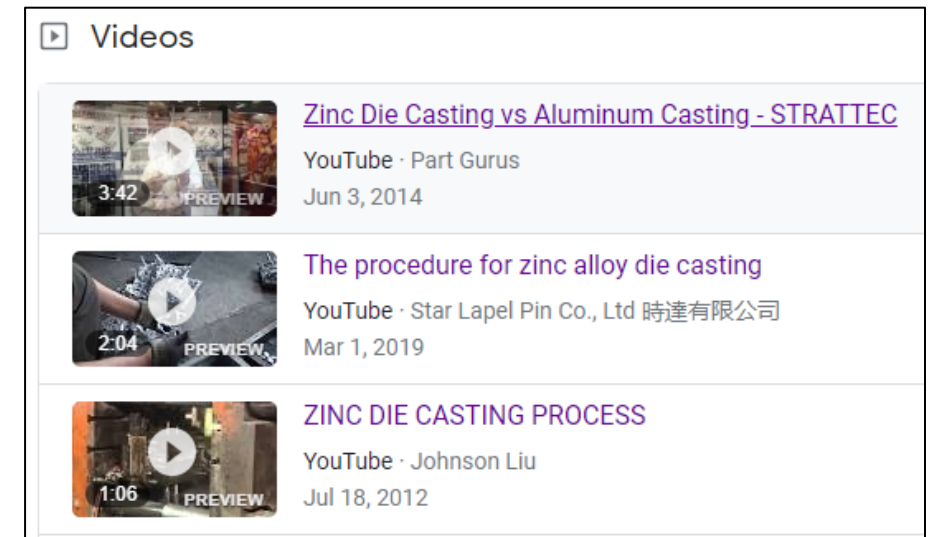 Videos
Zinc Die Casting vs Aluminum Casting - STRATTEC
YouTube · Part Gurus
Jun 3, 2014
3:42
PREVIEW
The procedure for zinc alloy die casting
YouTube · Star Lapel Pin Co., Ltd 時達有限公司
Mar 1, 2019
2:04
PREVIEW
ZINC DIE CASTING PROCESS
YouTube · Johnson Liu
Jul 18, 2012
1:06
PREVIEW